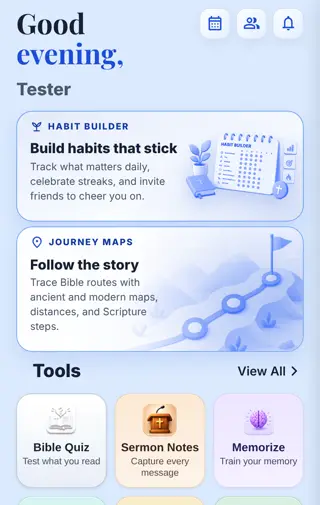 Good
evening,
Tester
HABIT BUILDER
Build habits that stick
Track what matters daily,
celebrate streaks, and invite
friends to cheer you on.
HABIT BUILDER
JOURNEY MAPS
Follow the story
Trace Bible routes with
ancient and modern maps,
distances, and Scripture
steps.
Tools
View All
Bible Quiz
Test what you read
Sermon Notes
Capture every
message
Memorize
Train your memory